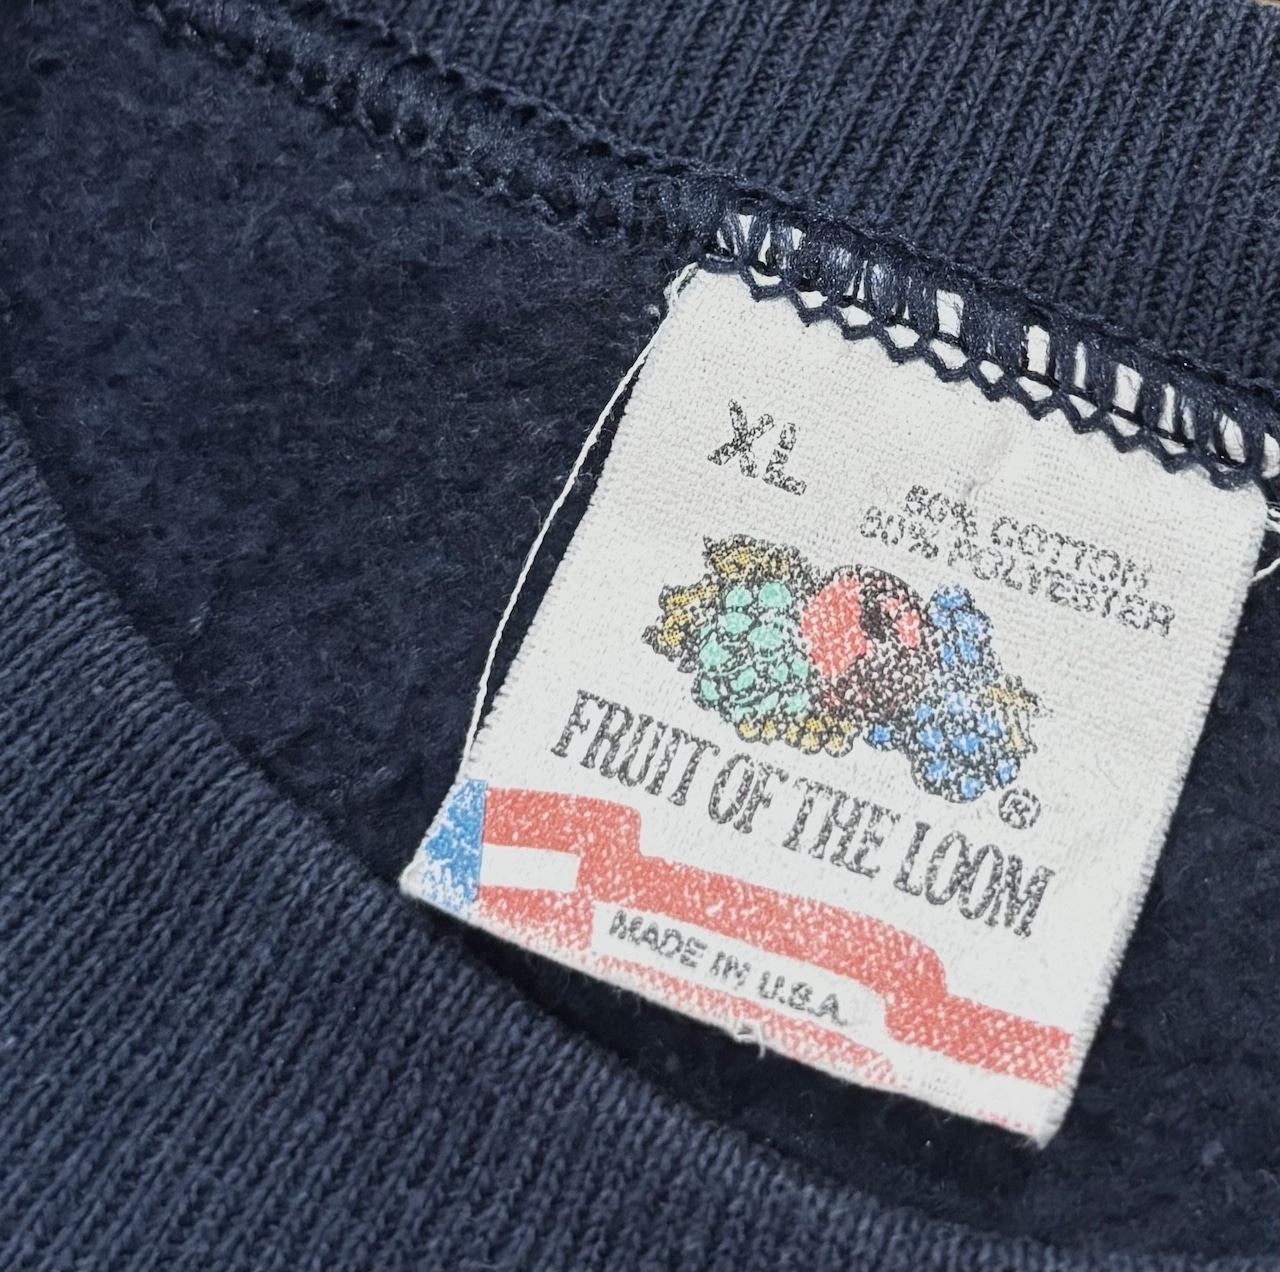 XL
50% COTTON
50% POLYESTER
FRUIT OF THE LOOM ®
MADE IN U.S.A.